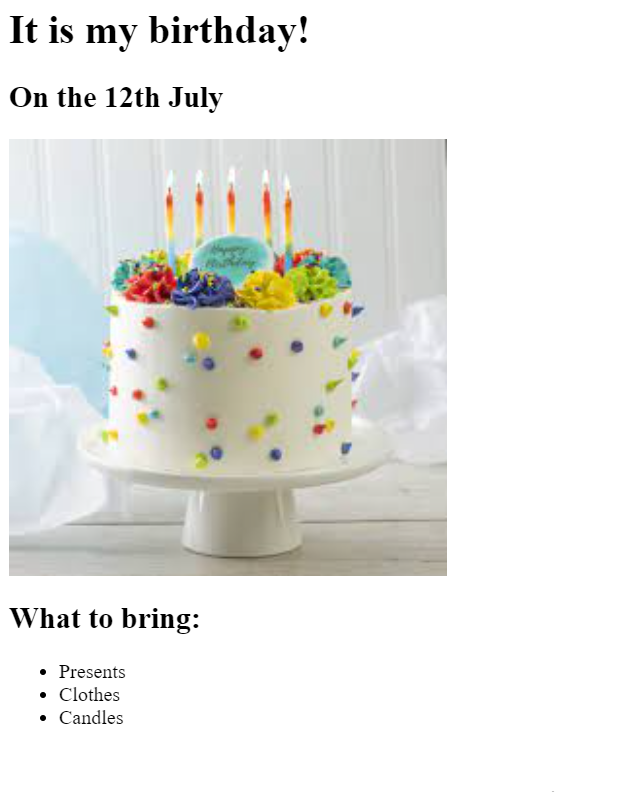 It is my birthday!
On the 12th July
Happy
Birthday
What to bring:
Presents
Clothes
Candles